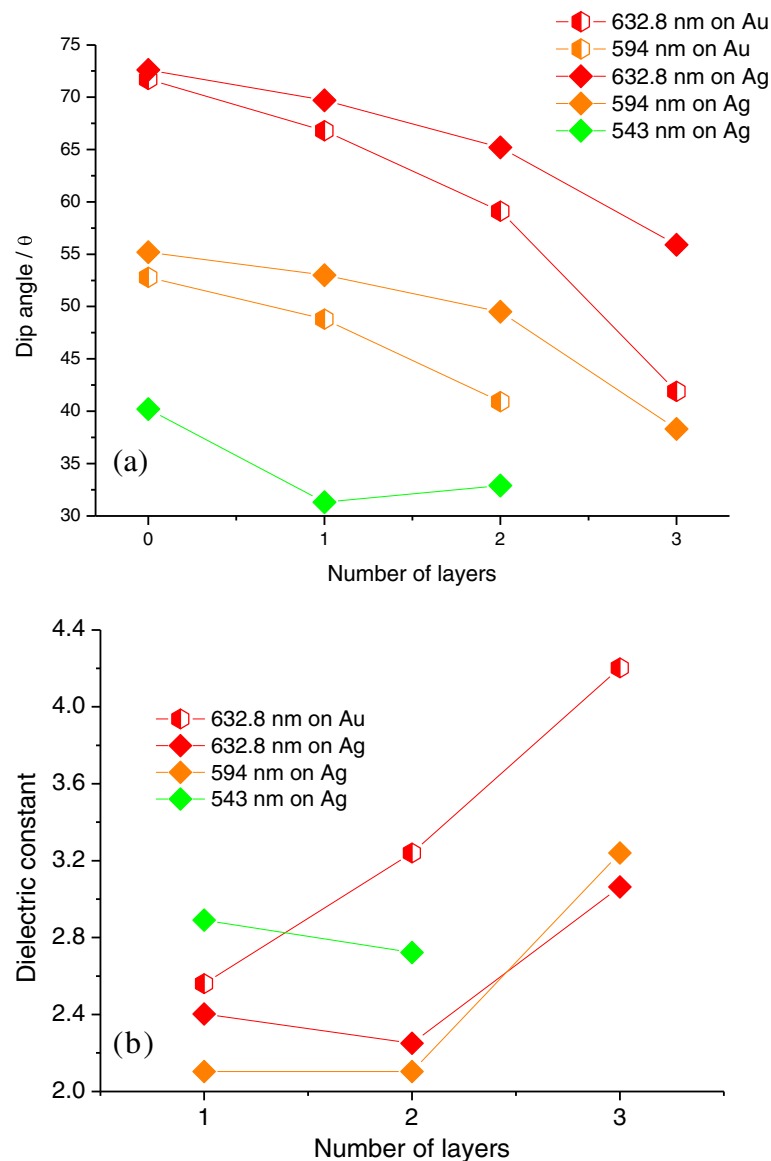 632.8 nm on Au
594 nm on Au
632.8 nm on Ag
594 nm on Ag
543 nm on Ag
75
70
65
60
55
50
45
40
35
30
Dip angle / θ
(a)
0
1
2
3
Number of layers
4.4
4.0
3.6
3.2
2.8
2.4
2.0
Dielectric constant
632.8 nm on Au
632.8 nm on Ag
594 nm on Ag
543 nm on Ag
(b)
1
2
3
Number of layers